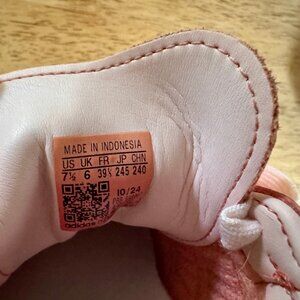 MADE IN INDONESIA
US UK FR JP CHN
7½ 6 39⅓ 245 240
10/24
adidas